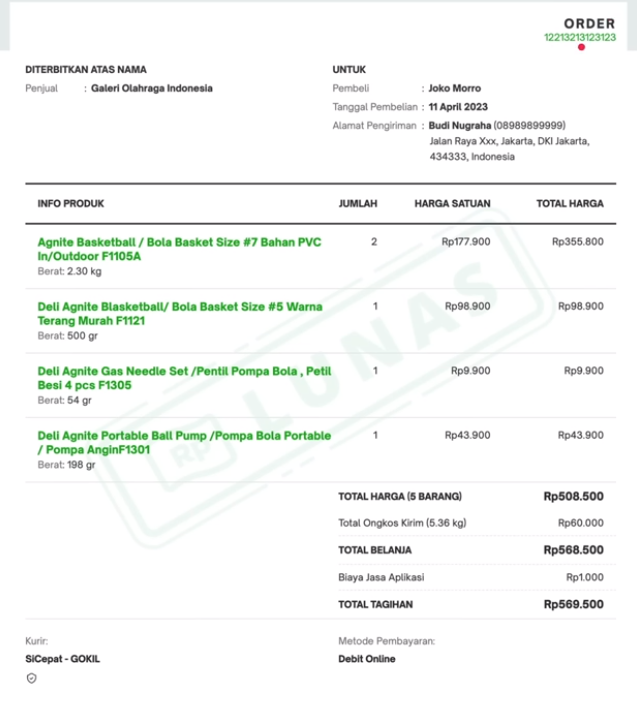 ORDER
12213213123123
DITERBITKAN ATAS NAMA
Penjual : Galeri Olahraga Indonesia
UNTUK
Pembeli : Joko Morro
Tanggal Pembelian : 11 April 2023
Alamat Pengiriman : Budi Nugraha (08989899999)
Jalan Raya Xxx, Jakarta, DKI Jakarta,
434333, Indonesia
INFO PRODUK JUMLAH HARGA SATUAN TOTAL HARGA
Agnite Basketball / Bola Basket Size #7 Bahan PVC 2 Rp177.900 Rp355.800
In/Outdoor F1105A
Berat: 2.30 kg
Deli Agnite Blasketball/ Bola Basket Size #5 Warna 1 Rp98.900 Rp98.900
Terang Murah F1121
Berat: 500 gr
Deli Agnite Gas Needle Set /Pentil Pompa Bola , Petil 1 Rp9.900 Rp9.900
Besi 4 pcs F1305
Berat: 54 gr
Deli Agnite Portable Ball Pump /Pompa Bola Portable 1 Rp43.900 Rp43.900
/ Pompa AnginF1301
Berat: 198 gr
Rp LUNAS
TOTAL HARGA (5 BARANG) Rp508.500
Total Ongkos Kirim (5.36 kg) Rp60.000
TOTAL BELANJA Rp568.500
Biaya Jasa Aplikasi Rp1.000
TOTAL TAGIHAN Rp569.500
Kurir:
SiCepat - GOKIL
Metode Pembayaran:
Debit Online